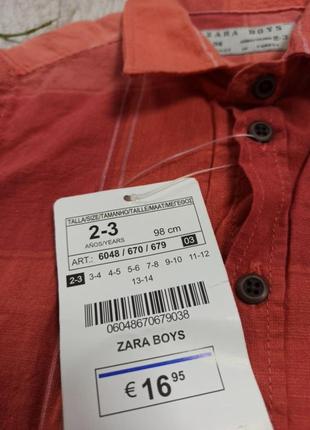 ZARA BOYS
TALLA/SIZE/TAMANHO/TAILLE/MAAT/ΜΕΓΕΘΟΣ
2-3
AÑOS/YEARS
98 cm
ART.: 6048 / 670 / 679
03
2-3 3-4 4-5 5-6 7-8 9-10 11-12
13-14
06048670679038
ZARA BOYS
€ 16 95